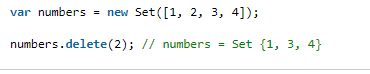 var numbers = new Set([1, 2, 3, 4]);
numbers.delete(2); // numbers = Set {1, 3, 4}